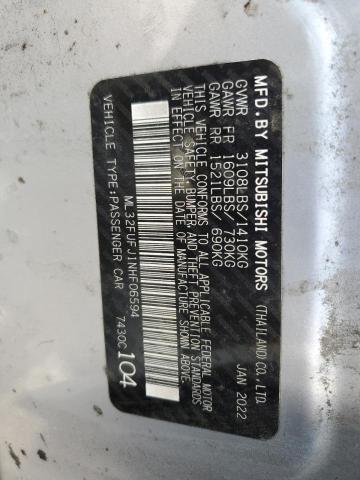 MFD.BY MITSUBISHI MOTORS (THAILAND) CO.,LTD.
GVWR 3108LBS/1410KG JAN 2022
GAWR FR 1609LBS/ 730KG
GAWR RR 1521LBS/ 690KG
THIS VEHICLE CONFORMS TO ALL APPLICABLE FEDERAL MOTOR
VEHICLE SAFETY,BUMPER,AND THEFT PREVENTION STANDARDS
IN EFFECT ON THE DATE OF MANUFACTURE SHOWN ABOVE.
ML32FUFJ1NHF06594
VEHICLE TYPE:PASSENGER CAR 7430C 104